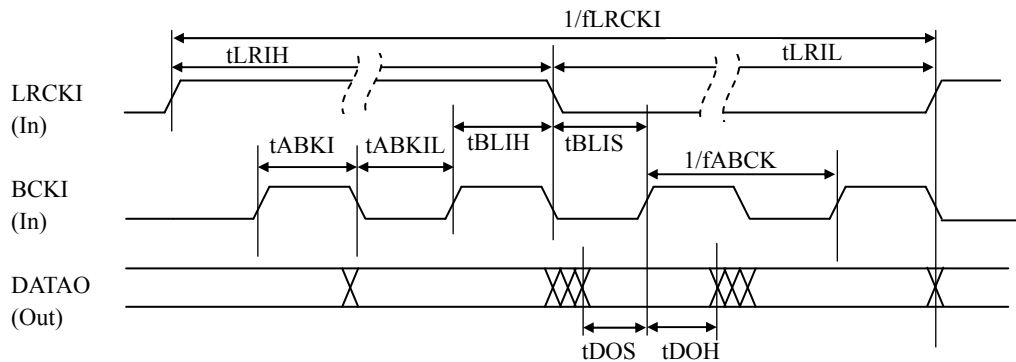 1/fLRCKI
tLRIH
tLRIL
LRCKI
(In)
tABKI
tABKIL
tBLIH
tBLIS
1/fABCK
BCKI
(In)
DATAO
(Out)
tDOS
tDOH